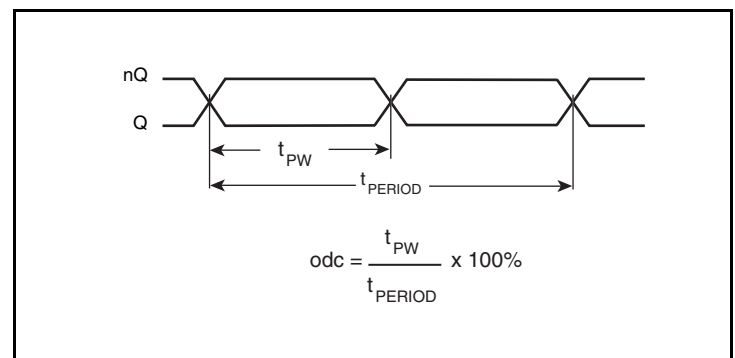 nQ
Q
tPW
tPERIOD
odc = tPW / tPERIOD x 100%